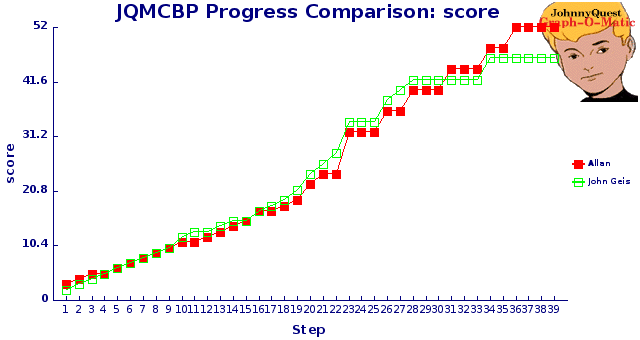 JQMCBP Progress Comparison: score
JohnnyQuest
Graph-O-Matic
52
41.6
31.2
20.8
10.4
0
score
Allan
John Geis
1 2 3 4 5 6 7 8 9 10 11 12 13 14 15 16 17 18 19 20 21 22 23 24 25 26 27 28 29 30 31 32 33 34 35 36 37 38 39
Step